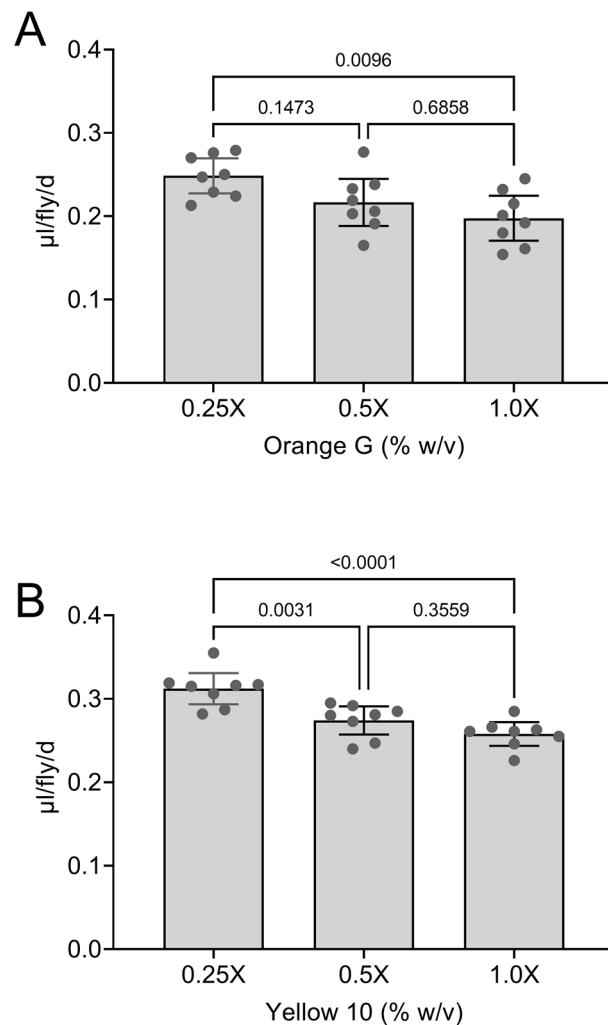 A
0.4
0.3
0.2
0.1
0.0
µl/fly/d
0.0096
0.1473 0.6858
0.25X 0.5X 1.0X
Orange G (% w/v)
B
0.4
0.3
0.2
0.1
0.0
µl/fly/d
<0.0001
0.0031 0.3559
0.25X 0.5X 1.0X
Yellow 10 (% w/v)